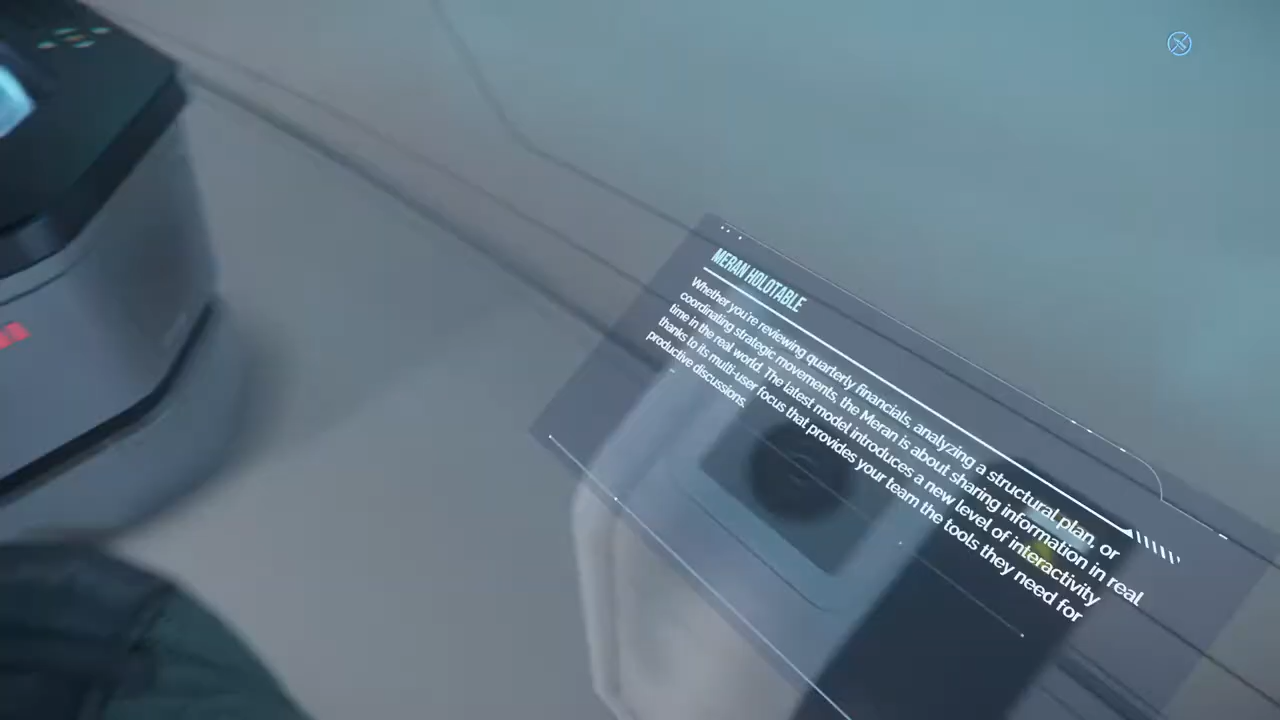 MERAN HOLOTABLE
Whether you're reviewing quarterly financials, analyzing a structural plan, or
coordinating strategic movements, the Meran is about sharing information in real
time in the real world. The latest model introduces a new level of interactivity
thanks to its multi-user focus that provides your team the tools they need for
productive discussions.